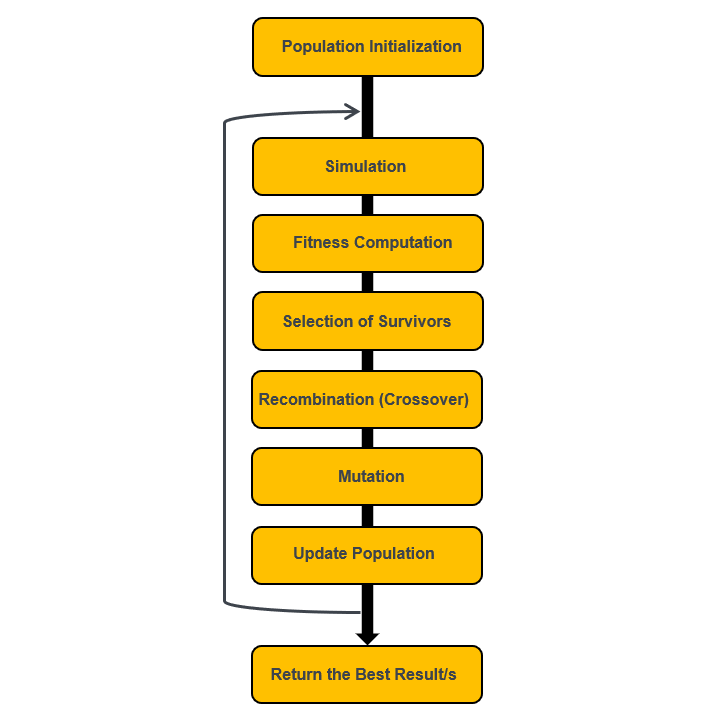 Population Initialization
Simulation
Fitness Computation
Selection of Survivors
Recombination (Crossover)
Mutation
Update Population
Return the Best Result/s